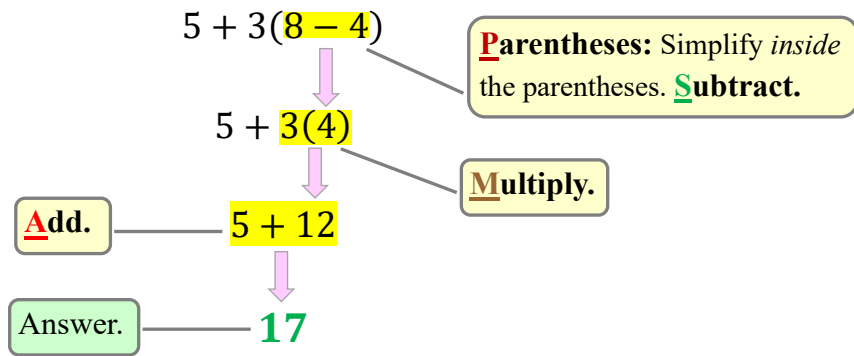 5 + 3(8 − 4)
Parentheses: Simplify inside
the parentheses. Subtract.
5 + 3(4)
Multiply.
Add.
5 + 12
Answer.
17